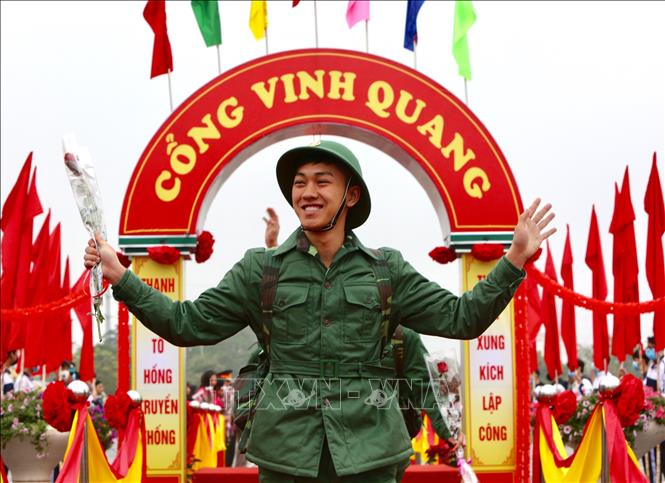 CỔNG VINH QUANG
THANH
TÔ
HỒNG
TRUYỀN
THỐNG
XUNG
KÍCH
LẬP
CÔNG
TTXVN